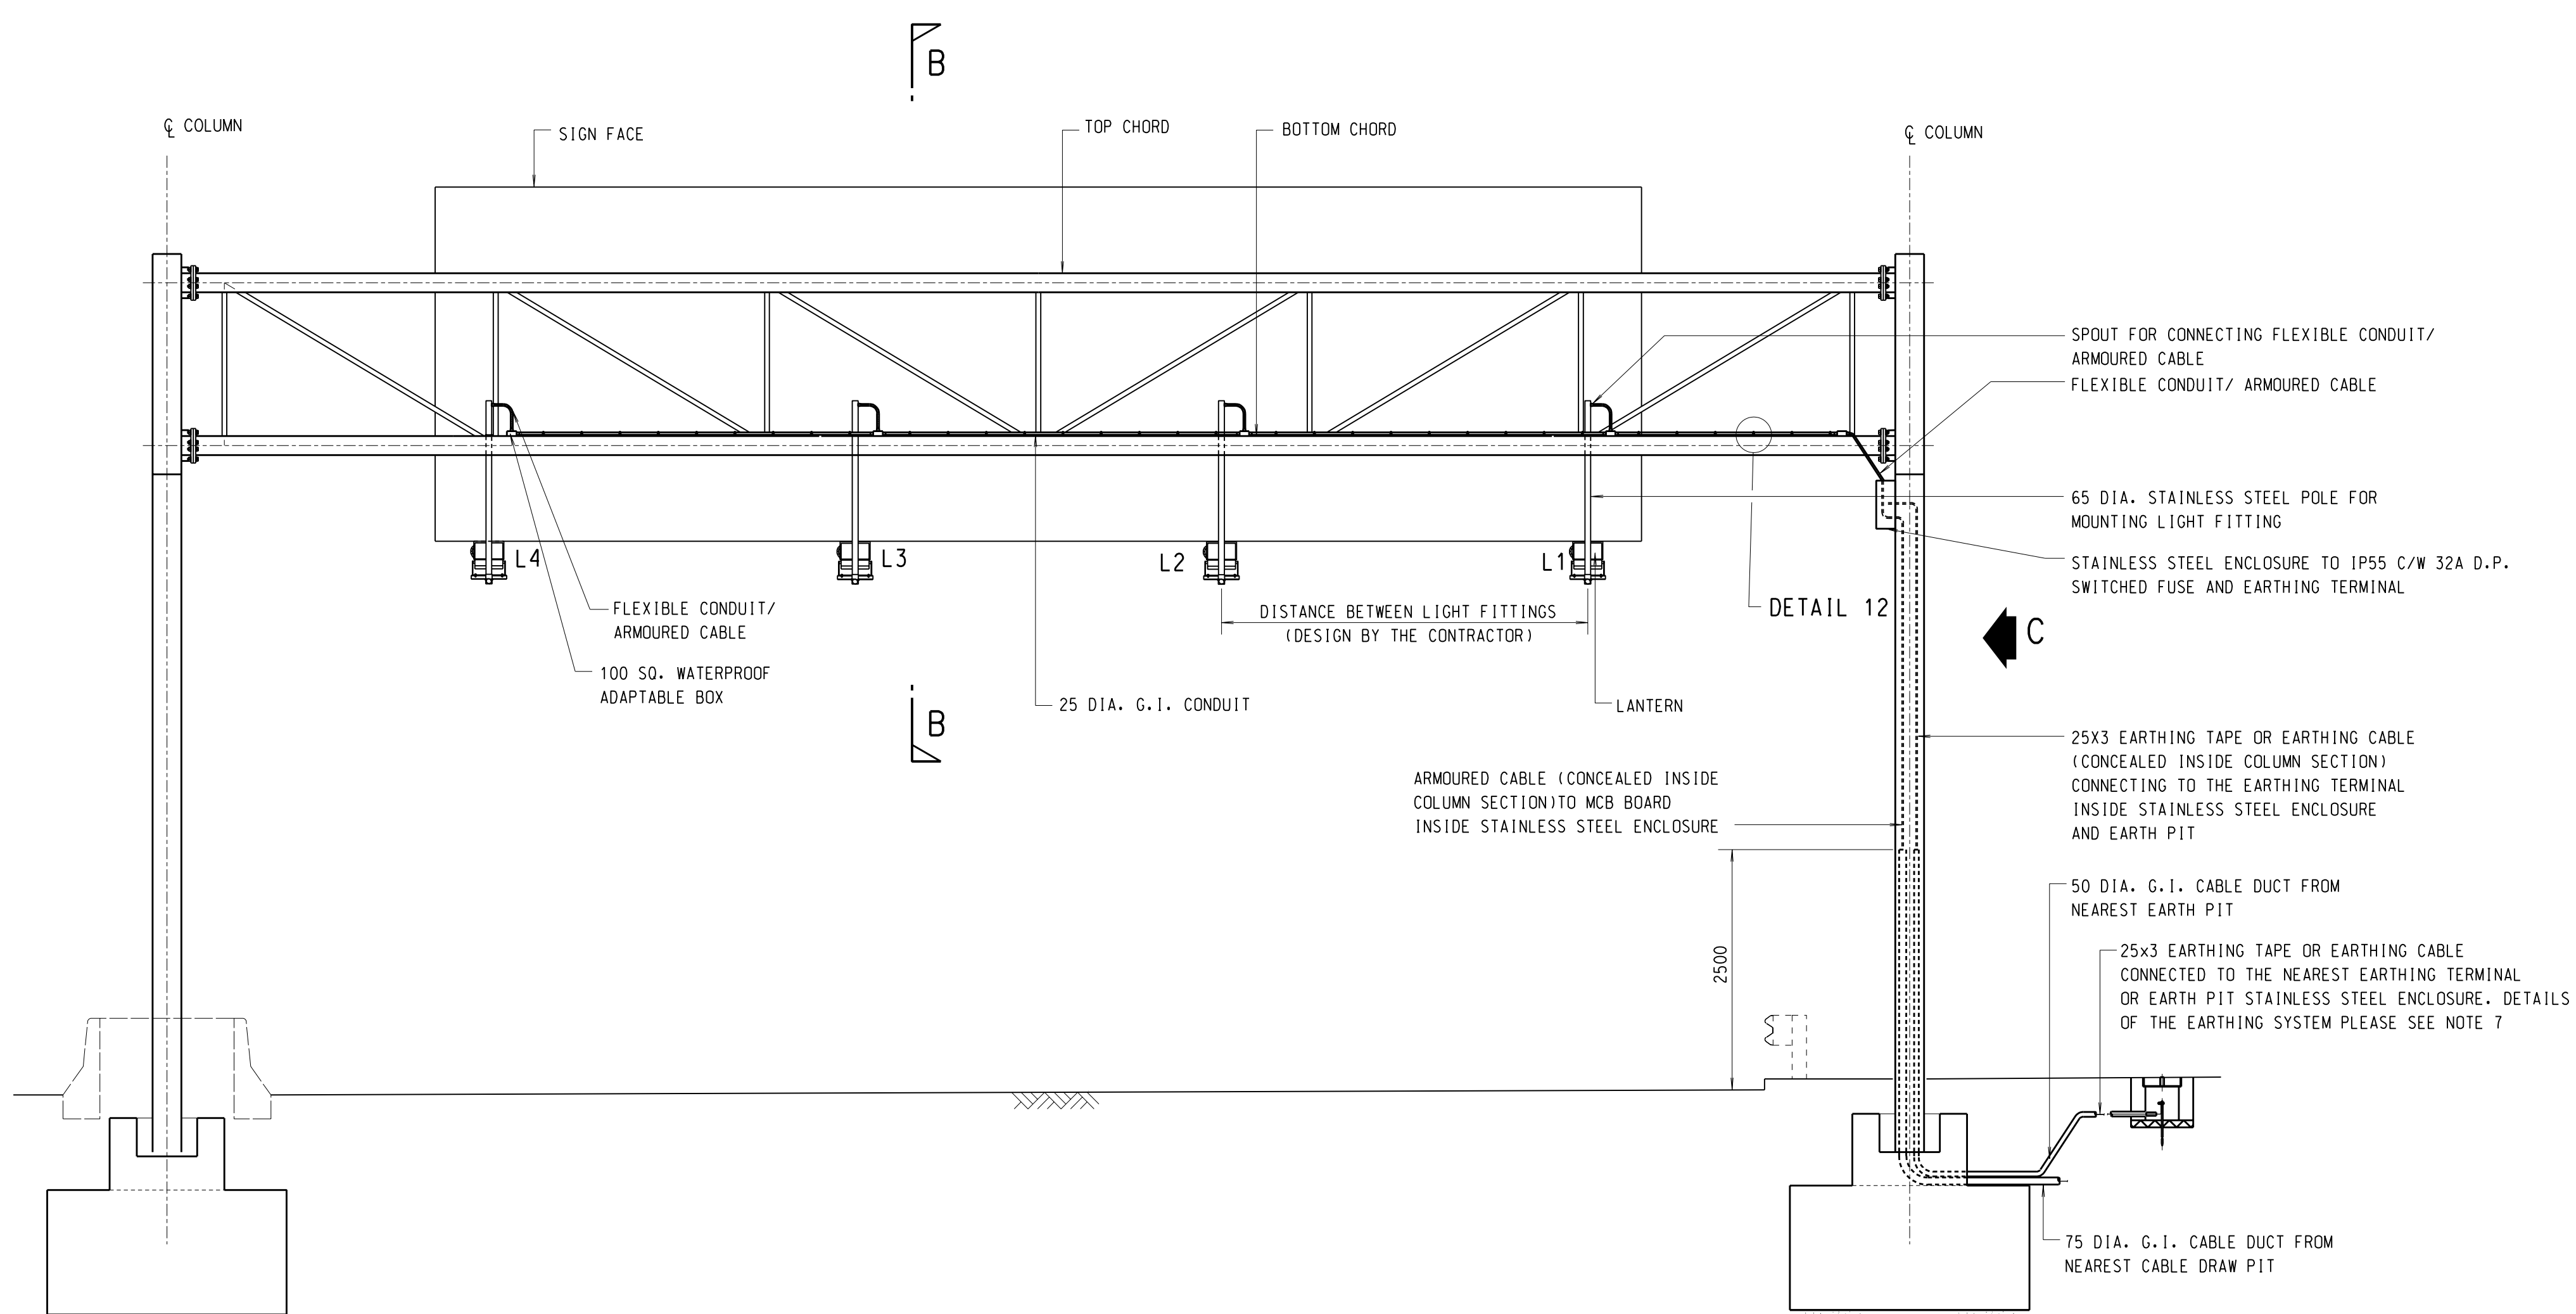 B
℄ COLUMN
SIGN FACE
TOP CHORD
BOTTOM CHORD
℄ COLUMN
SPOUT FOR CONNECTING FLEXIBLE CONDUIT/
ARMOURED CABLE
FLEXIBLE CONDUIT/ ARMOURED CABLE
65 DIA. STAINLESS STEEL POLE FOR
MOUNTING LIGHT FITTING
STAINLESS STEEL ENCLOSURE TO IP55 C/W 32A D.P.
SWITCHED FUSE AND EARTHING TERMINAL
L4
L3
L2
L1
FLEXIBLE CONDUIT/
ARMOURED CABLE
DISTANCE BETWEEN LIGHT FITTINGS
(DESIGN BY THE CONTRACTOR)
DETAIL 12
C
100 SQ. WATERPROOF
ADAPTABLE BOX
25 DIA. G.I. CONDUIT
LANTERN
B
25X3 EARTHING TAPE OR EARTHING CABLE
(CONCEALED INSIDE COLUMN SECTION)
CONNECTING TO THE EARTHING TERMINAL
INSIDE STAINLESS STEEL ENCLOSURE
AND EARTH PIT
ARMOURED CABLE (CONCEALED INSIDE
COLUMN SECTION)TO MCB BOARD
INSIDE STAINLESS STEEL ENCLOSURE
50 DIA. G.I. CABLE DUCT FROM
NEAREST EARTH PIT
2500
25x3 EARTHING TAPE OR EARTHING CABLE
CONNECTED TO THE NEAREST EARTHING TERMINAL
OR EARTH PIT STAINLESS STEEL ENCLOSURE. DETAILS
OF THE EARTHING SYSTEM PLEASE SEE NOTE 7
75 DIA. G.I. CABLE DUCT FROM
NEAREST CABLE DRAW PIT